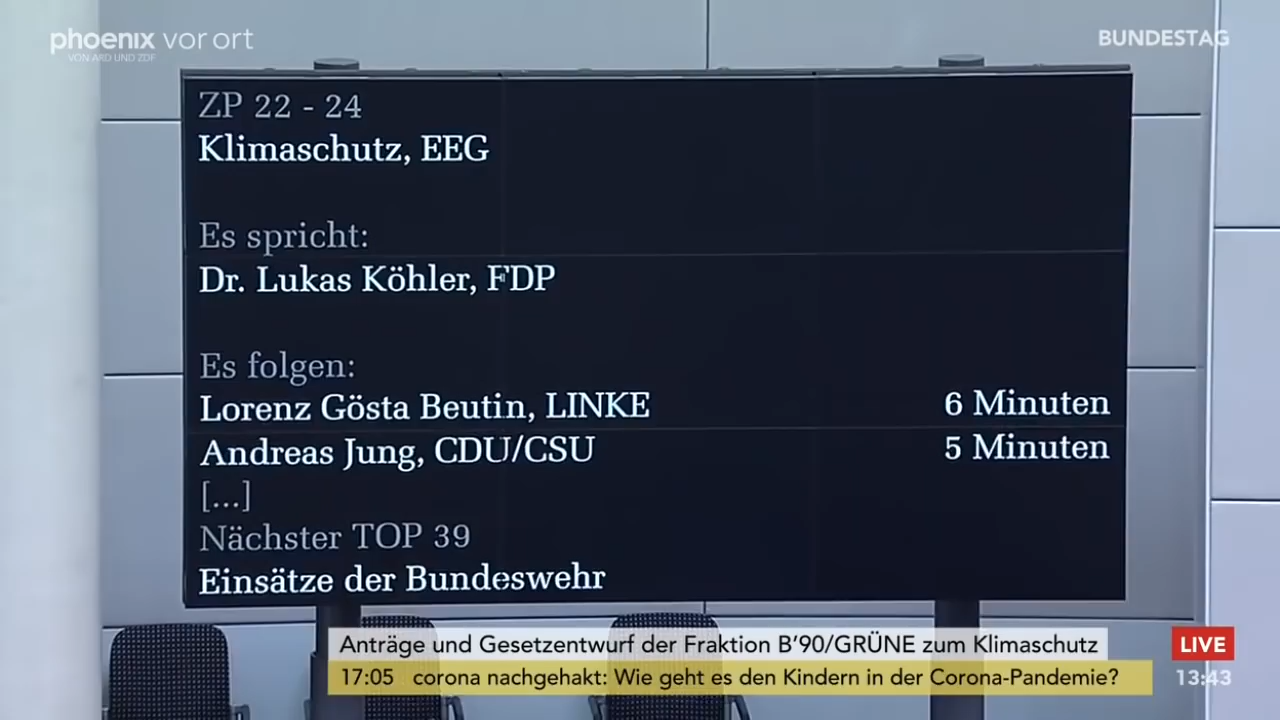 phoenix vor ort
VON ARD UND ZDF
BUNDESTAG
ZP 22 - 24
Klimaschutz, EEG
Es spricht:
Dr. Lukas Köhler, FDP
Es folgen:
Lorenz Gösta Beutin, LINKE 6 Minuten
Andreas Jung, CDU/CSU 5 Minuten
[...]
Nächster TOP 39
Einsätze der Bundeswehr
Anträge und Gesetzentwurf der Fraktion B'90/GRÜNE zum Klimaschutz
LIVE
17:05 corona nachgehakt: Wie geht es den Kindern in der Corona-Pandemie?
13:43